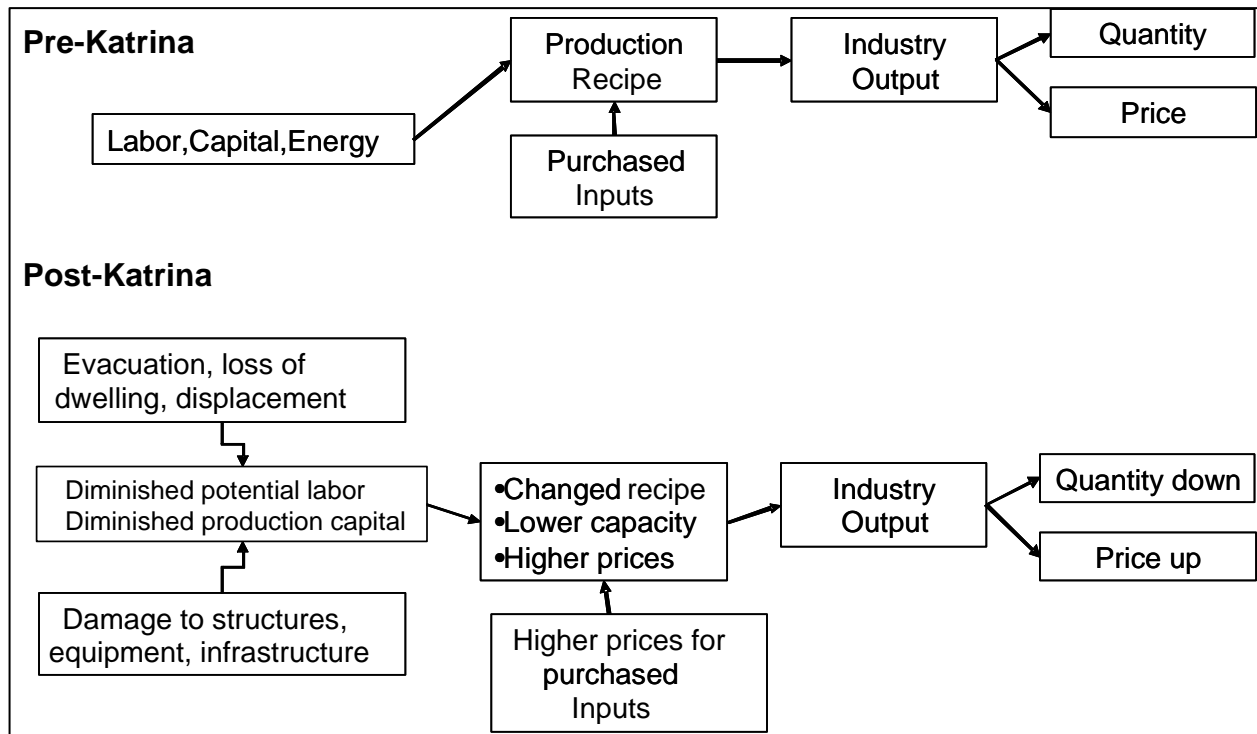 Pre-Katrina
Labor,Capital,Energy
Production
Recipe
Purchased
Inputs
Industry
Output
Quantity
Price
Post-Katrina
Evacuation, loss of
dwelling, displacement
Diminished potential labor
Diminished production capital
Damage to structures,
equipment, infrastructure
•Changed recipe
•Lower capacity
•Higher prices
Higher prices for
purchased
Inputs
Industry
Output
Quantity down
Price up